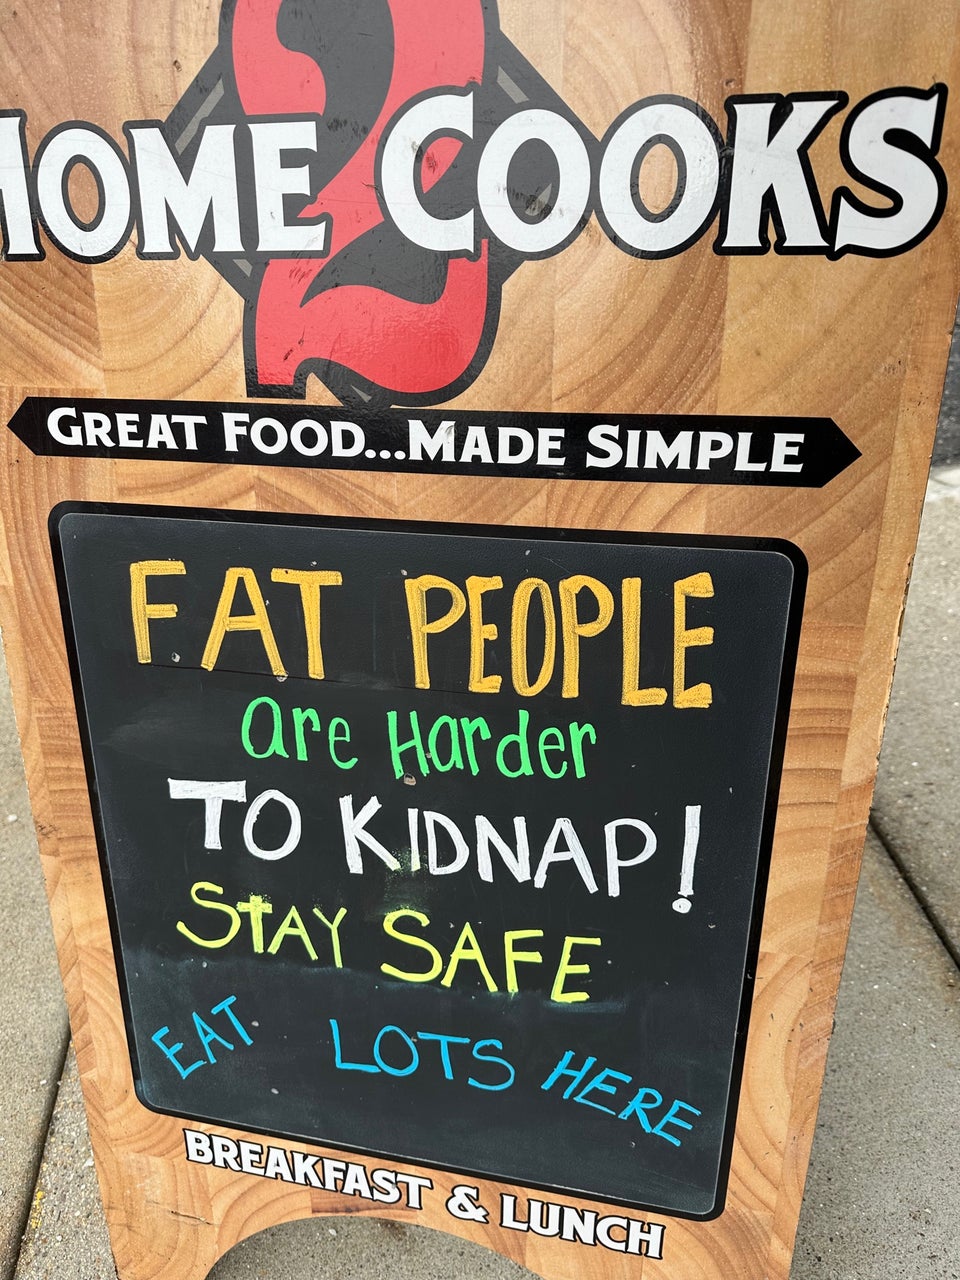 2
HOME COOKS
GREAT FOOD...MADE SIMPLE
FAT PEOPLE
are Harder
TO KIDNAP!
STAY SAFE
EAT LOTS HERE
BREAKFAST & LUNCH